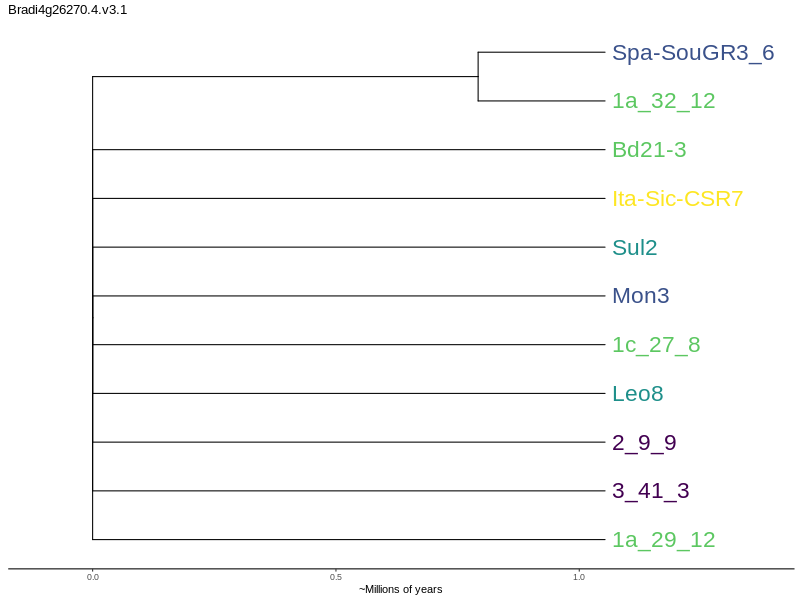 Bradi4g26270.4.v3.1
Spa-SouGR3_6
1a_32_12
Bd21-3
Ita-Sic-CSR7
Sul2
Mon3
1c_27_8
Leo8
2_9_9
3_41_3
1a_29_12
0.0 0.5 1.0
~Millions of years